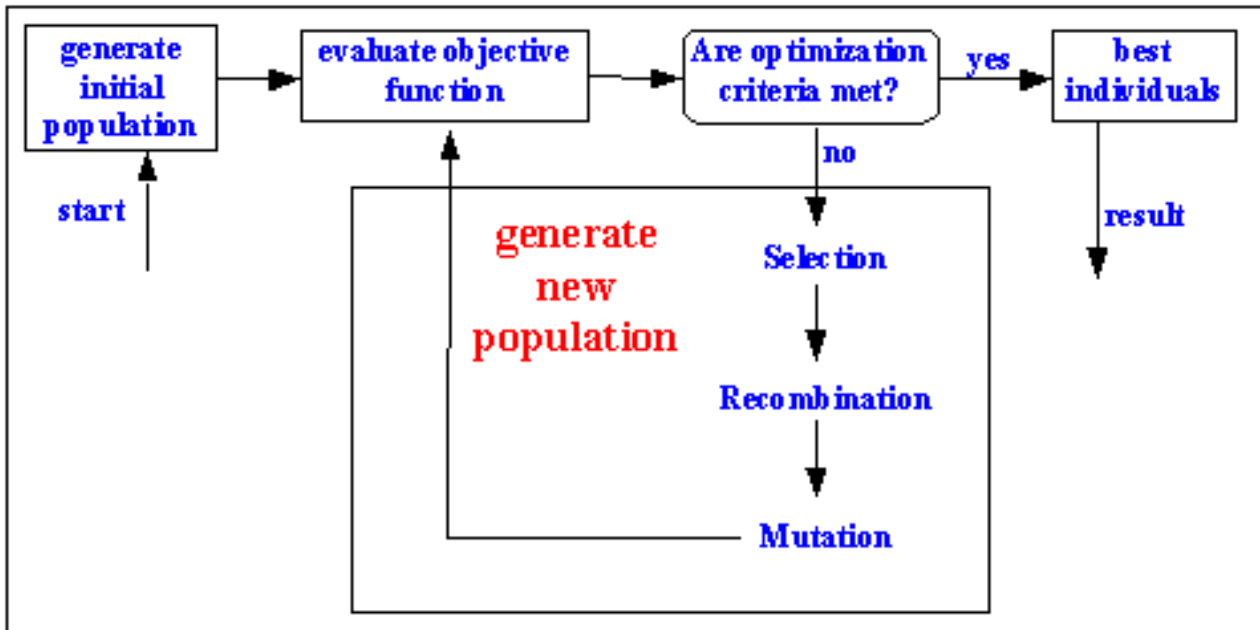 generate
initial
population
evaluate objective
function
Are optimization
criteria met?
yes
best
individuals
no
start
result
generate
new
population
Selection
Recombination
Mutation